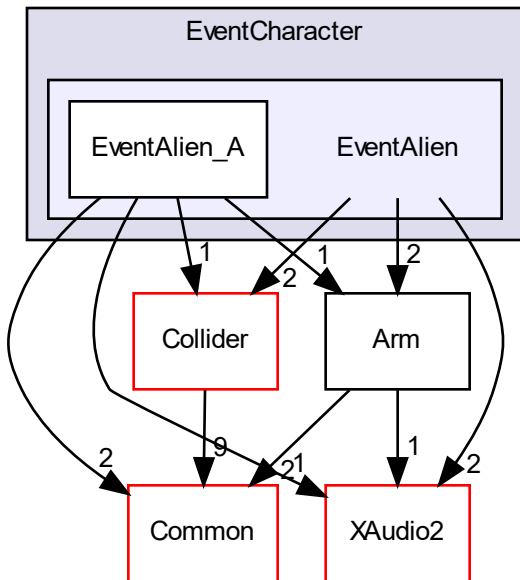 EventCharacter
EventAlien_A
EventAlien
1
1
2
2
Collider
Arm
9
2
2
1
1
2
Common
XAudio2